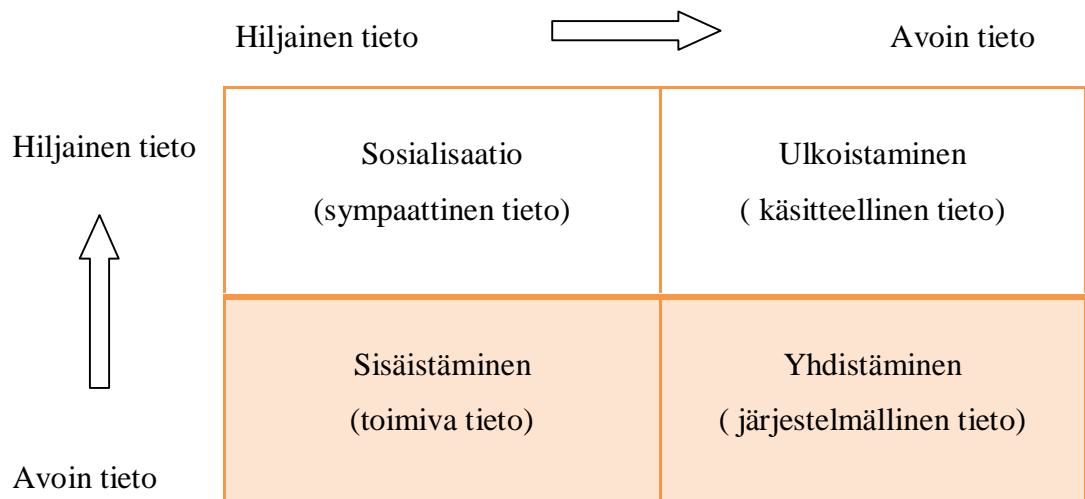 Hiljainen tieto Avoin tieto
Hiljainen tieto
Sosialisaatio
(sympaattinen tieto)
Ulkoistaminen
( käsitteellinen tieto)
Sisäistäminen
(toimiva tieto)
Yhdistäminen
( järjestelmällinen tieto)
Avoin tieto